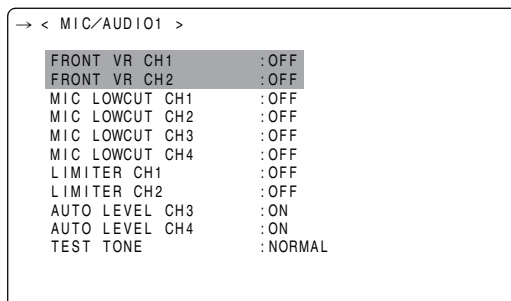 → < MIC/AUDIO1 >
FRONT VR CH1 :OFF
FRONT VR CH2 :OFF
MIC LOWCUT CH1 :OFF
MIC LOWCUT CH2 :OFF
MIC LOWCUT CH3 :OFF
MIC LOWCUT CH4 :OFF
LIMITER CH1 :OFF
LIMITER CH2 :OFF
AUTO LEVEL CH3 :ON
AUTO LEVEL CH4 :ON
TEST TONE :NORMAL